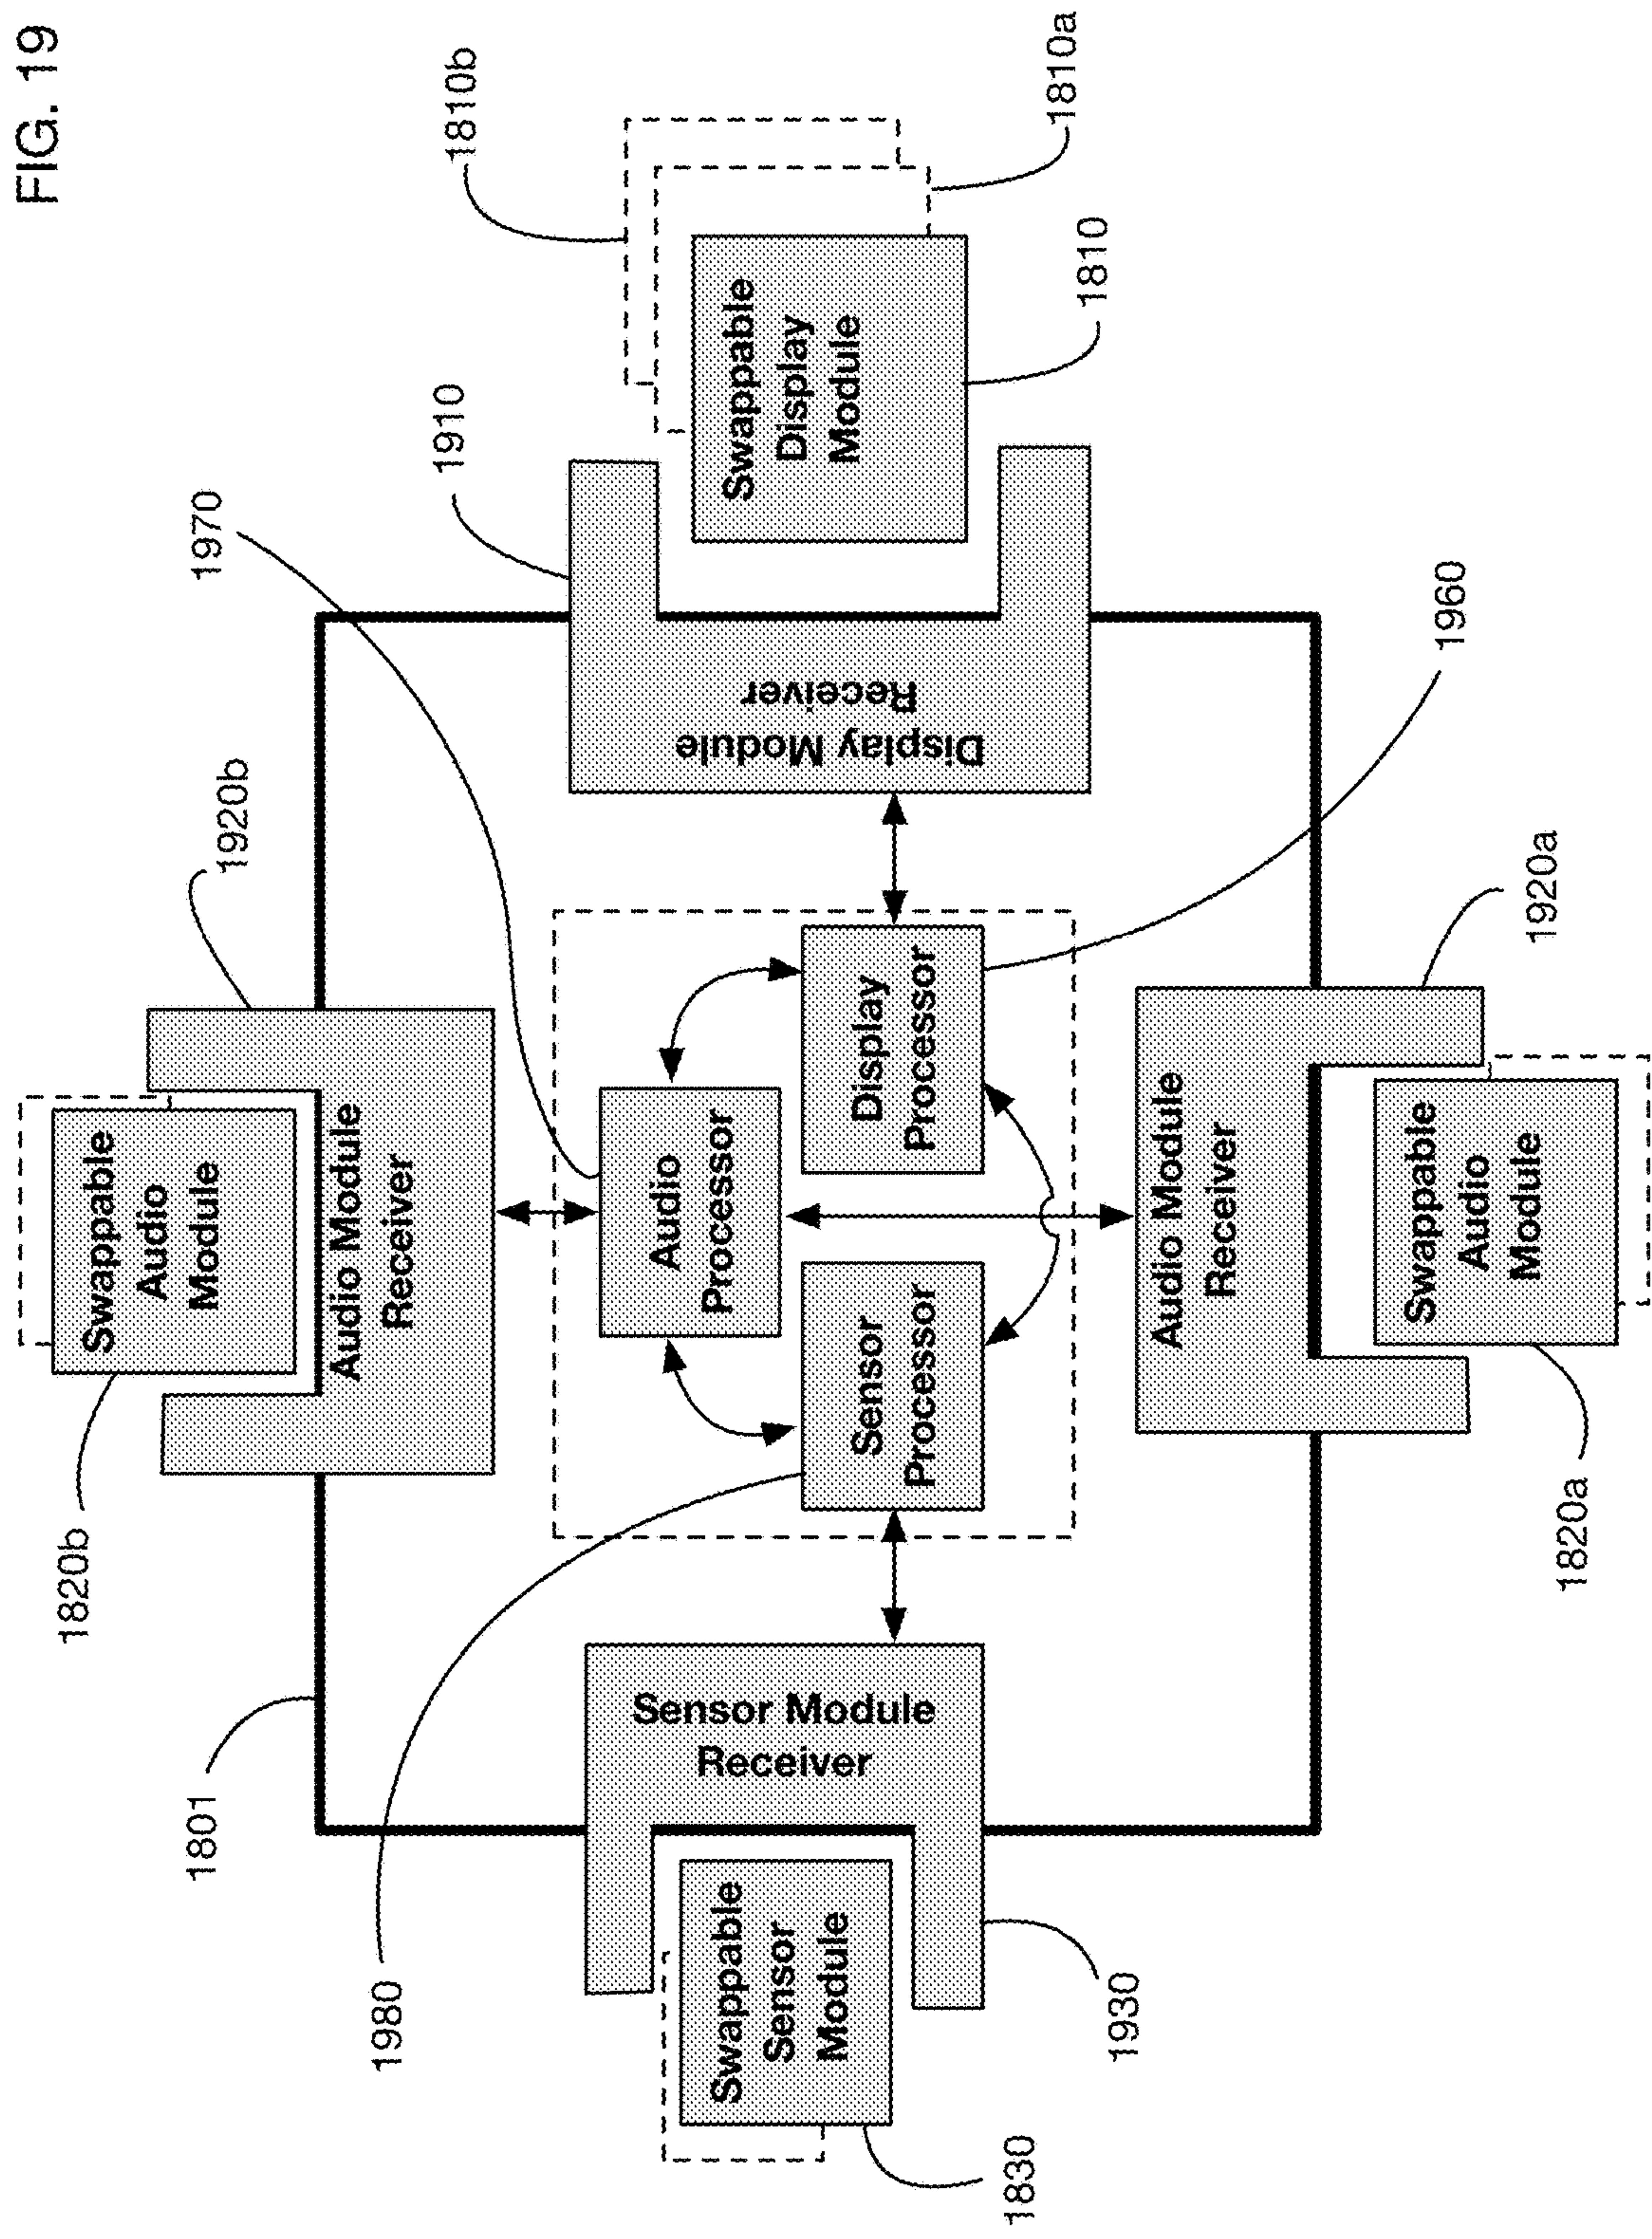 FIG. 19
1810b
1810a
Swappable
Display
Module
1810
1910
1970
Display Module
Receiver
1960
1920b
1920a
Display
Processor
Swappable
Audio
Module
Audio Module
Receiver
Audio
Processor
Audio Module
Receiver
Swappable
Audio
Module
Sensor
Processor
1820b
1820a
1801
Sensor Module
Receiver
1980
Swappable
Sensor
Module
1930
1830